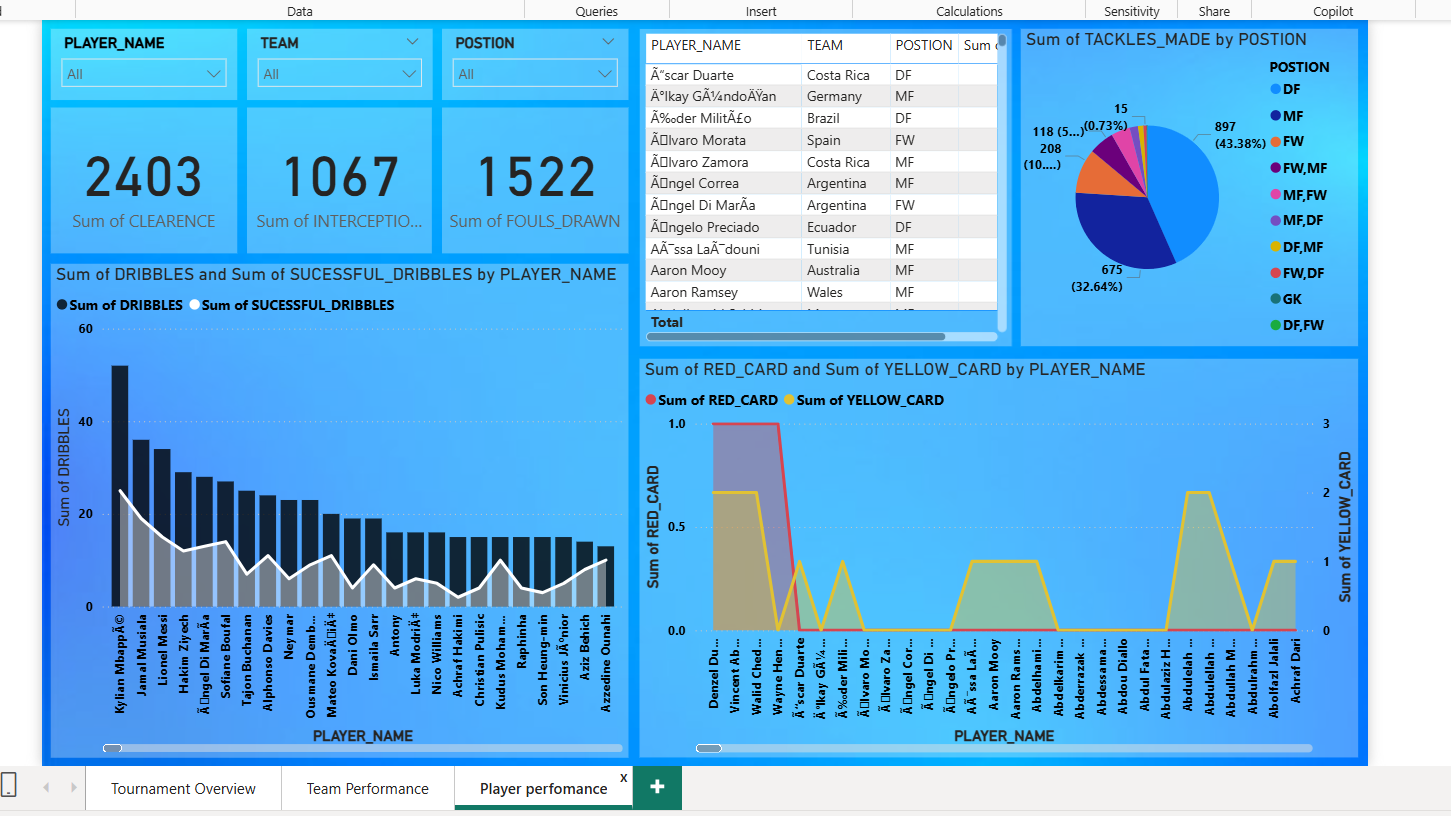 Data
Queries
Insert
Calculations
Sensitivity
Share
Copilot
PLAYER_NAME
All
TEAM
All
POSTION
All
2403
Sum of CLEARENCE
1067
Sum of INTERCEPTIO...
1522
Sum of FOULS_DRAWN
PLAYER_NAME TEAM POSTION Sum
Ã“scar Duarte Costa Rica DF
Ä°lkay GÃ¼ndoÄŸan Germany MF
Ã‰der MilitÃ£o Brazil DF
Ã lvaro Morata Spain FW
Ã lvaro Zamora Costa Rica MF
Ã ngel Correa Argentina MF
Ã ngel Di MarÃ­a Argentina FW
Ã ngelo Preciado Ecuador DF
AÃ¯ssa LaÃ¯douni Tunisia MF
Aaron Mooy Australia MF
Aaron Ramsey Wales MF
Total
Sum of TACKLES_MADE by POSTION
POSTION
DF
MF
FW
FW,MF
MF,FW
MF,DF
DF,MF
FW,DF
GK
DF,FW
15
(0.73%)
118 (5...)
208
(10....)
897
(43.38%)
675
(32.64%)
Sum of DRIBBLES and Sum of SUCESSFUL_DRIBBLES by PLAYER_NAME
Sum of DRIBBLES Sum of SUCESSFUL_DRIBBLES
Sum of DRIBBLES
60
40
20
0
Kylian MbappÃ©
Jamal Musiala
Lionel Messi
Hakim Ziyech
Ã ngel Di MarÃ­a
Sofiane Boufal
Tajon Buchanan
Alphonso Davies
Neymar
Ousmane Demb...
Mateo KovaÄ iÄ‡
Dani Olmo
Ismaila Sarr
Antony
Luka ModriÄ‡
Nico Williams
Achraf Hakimi
Christian Pulisic
Kudus Moham...
Raphinha
Son Heung-min
Vinicius JÃºnior
Aziz Behich
Azzedine Ounahi
PLAYER_NAME
Sum of RED_CARD and Sum of YELLOW_CARD by PLAYER_NAME
Sum of RED_CARD Sum of YELLOW_CARD
Sum of RED_CARD
1.0
0.5
0.0
3
2
1
0
Sum of YELLOW_CARD
Denzel Du...
Vincent Ab...
Walid Ched...
Wayne Hen...
Ã“scar Duarte
Ä°lkay GÃ¼...
Ã‰der Mili...
Ã lvaro Mo...
Ã lvaro Za...
Ã ngel Cor...
Ã ngel Di ...
Ã ngelo Pr...
AÃ¯ssa LaÃ...
Aaron Mooy
Aaron Rams...
Abdelhami...
Abdelkarim...
Abderrazak ...
Abdessama...
Abdou Diallo
Abdul Fata...
Abdulaziz H...
Abdulelah ...
Abdulellah ...
Abdullah M...
Abdulrahm...
Abolfazl Jalali
Achraf Dari
PLAYER_NAME
Tournament Overview
Team Performance
Player perfomance
x
+